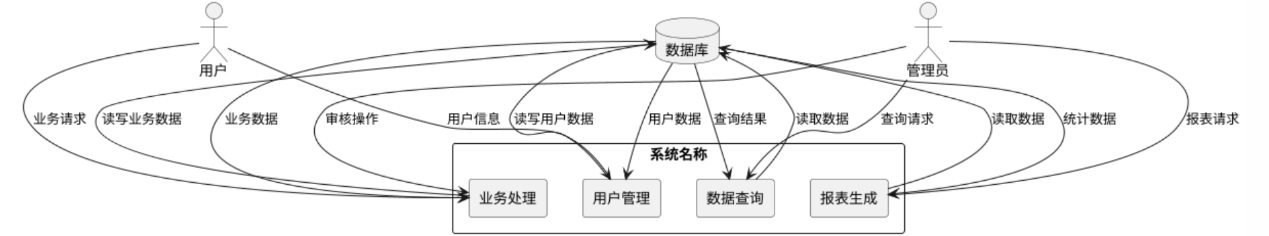 数据库
用户
管理员
业务请求
读写业务数据
业务数据
审核操作
用户信息
读写用户数据
用户数据
查询结果
读取数据
查询请求
读取数据
统计数据
报表请求
系统名称
业务处理
用户管理
数据查询
报表生成